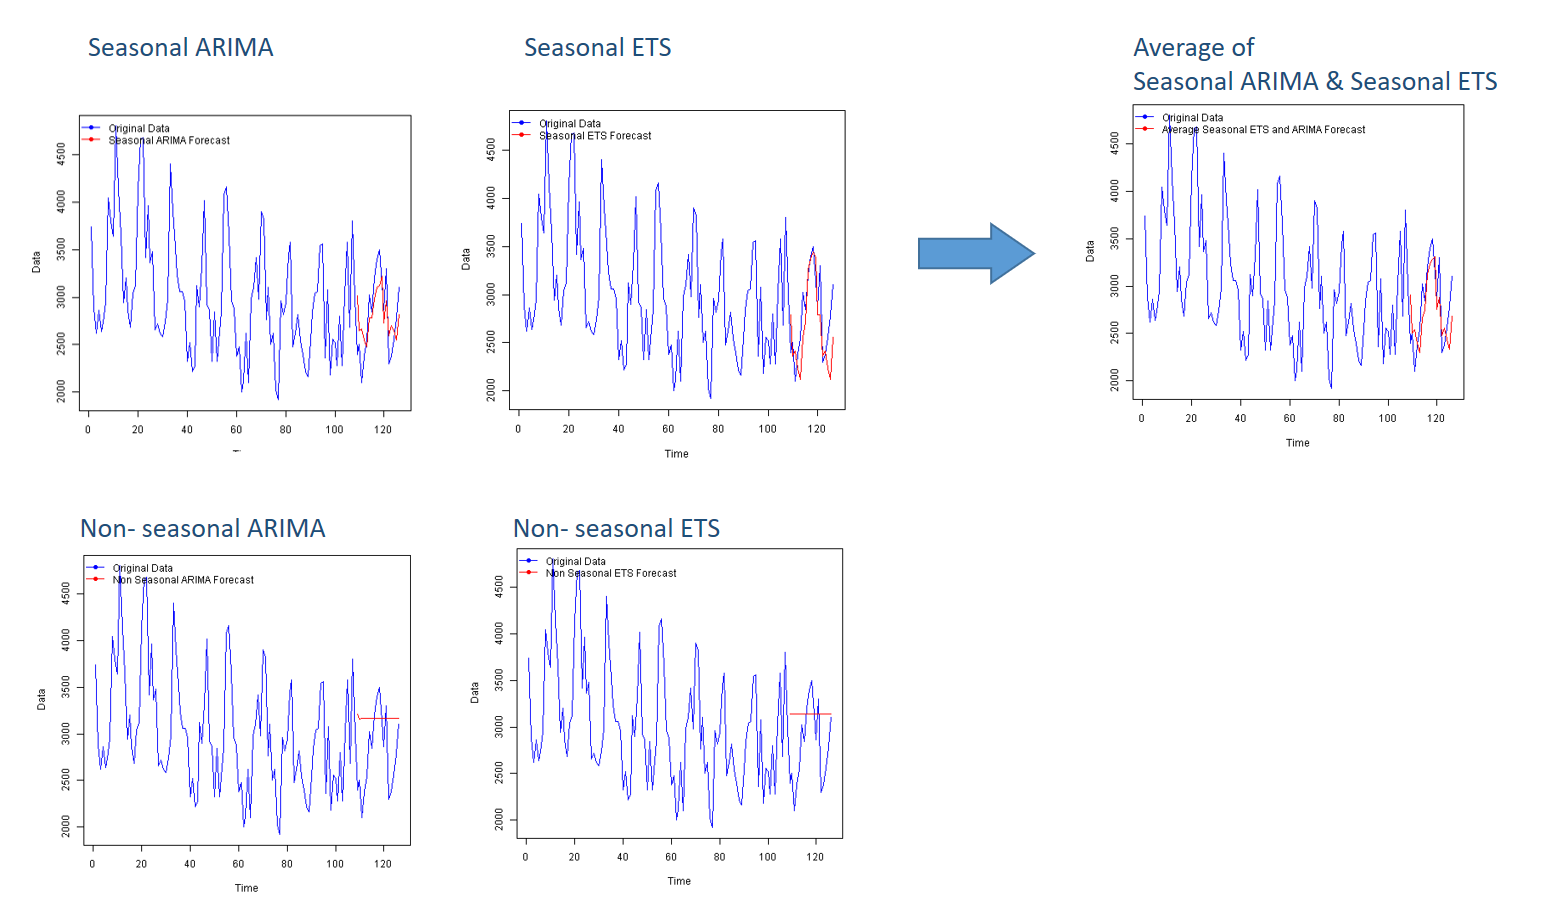 Seasonal ARIMA
Seasonal ETS
Average of
Seasonal ARIMA & Seasonal ETS
Original Data
Seasonal ARIMA Forecast
Data
4500
4000
3500
3000
2500
2000
0 20 40 60 80 100 120
Original Data
Seasonal ETS Forecast
Data
4500
4000
3500
3000
2500
2000
0 20 40 60 80 100 120
Time
Original Data
Average Seasonal ETS and ARIMA Forecast
Data
4500
4000
3500
3000
2500
2000
0 20 40 60 80 100 120
Time
Non- seasonal ARIMA
Non- seasonal ETS
Original Data
Non Seasonal ARIMA Forecast
Data
4500
4000
3500
3000
2500
2000
0 20 40 60 80 100 120
Time
Original Data
Non Seasonal ETS Forecast
Data
4500
4000
3500
3000
2500
2000
0 20 40 60 80 100 120
Time